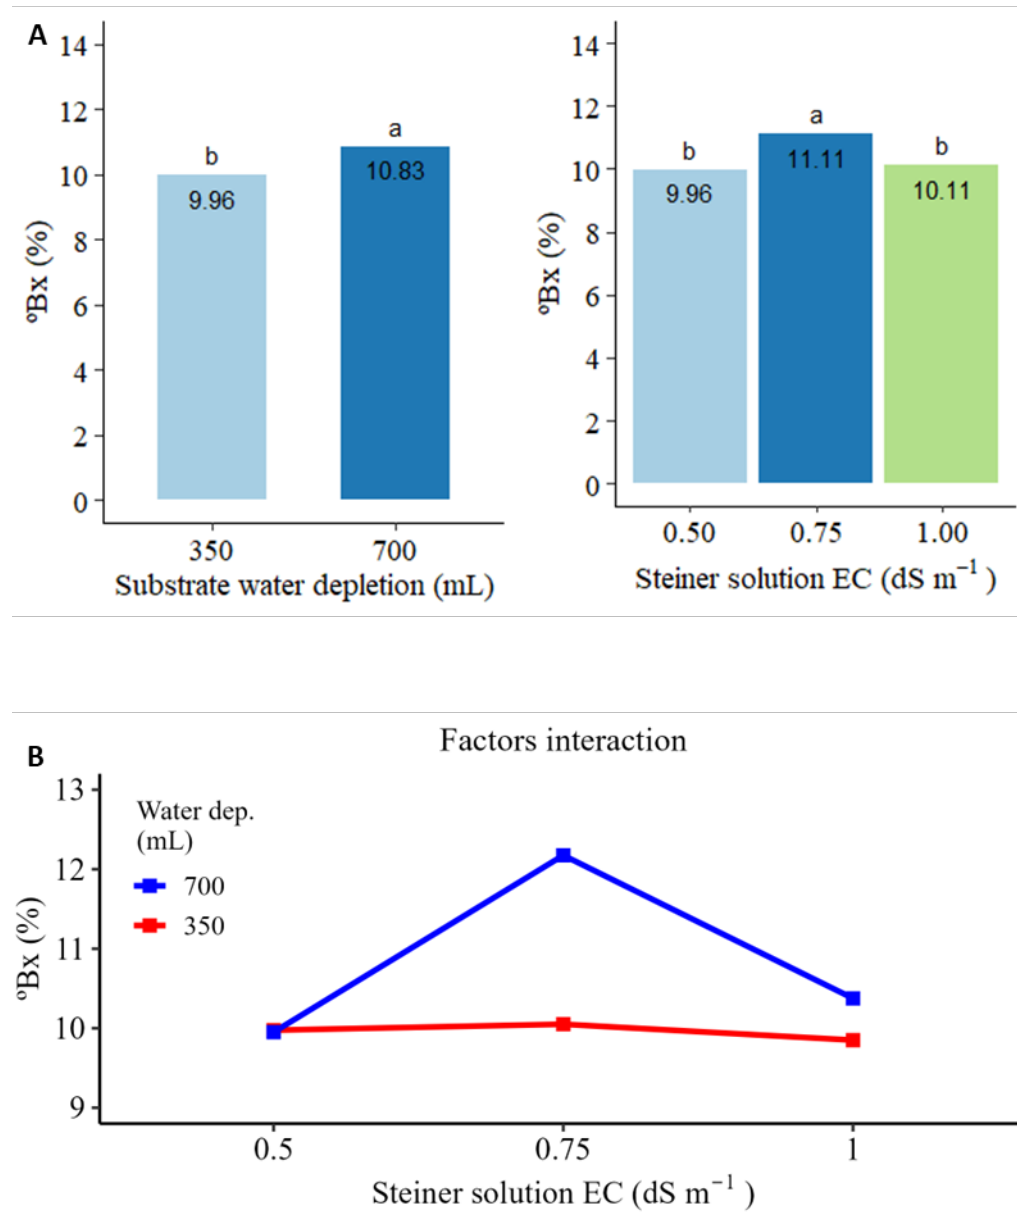 A
14
12
10
8
6
4
2
0
ºBx (%)
b
9.96
a
10.83
350
700
Substrate water depletion (mL)
14
12
10
8
6
4
2
0
ºBx (%)
b
9.96
a
11.11
b
10.11
0.50
0.75
1.00
Steiner solution EC (dS m⁻¹ )
B
Factors interaction
13
12
11
10
9
ºBx (%)
Water dep.
(mL)
700
350
0.5
0.75
1
Steiner solution EC (dS m⁻¹ )